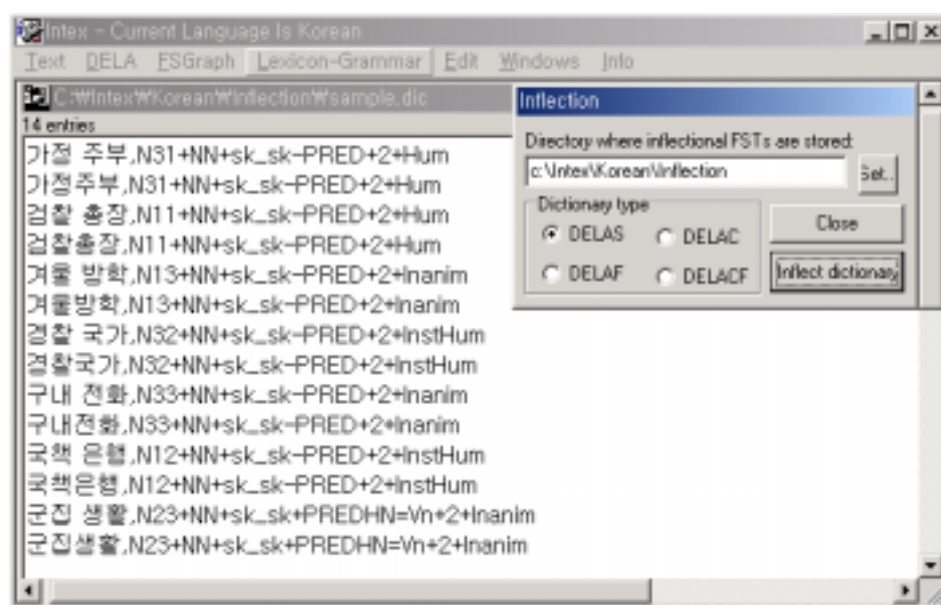 Intex - Current Language Is Korean
Text DELA FSGraph Lexicon-Grammar Edit Windows Info
C:₩Intex₩Korean₩Inflection₩sample.dic
14 entries
가정 주부,N31+NN+sk_sk-PRED+2+Hum
가정주부,N31+NN+sk_sk-PRED+2+Hum
검찰 총장,N11+NN+sk_sk-PRED+2+Hum
검찰총장,N11+NN+sk_sk-PRED+2+Hum
겨울 방학,N13+NN+sk_sk-PRED+2+Inanim
겨울방학,N13+NN+sk_sk-PRED+2+Inanim
경찰 국가,N32+NN+sk_sk-PRED+2+InstHum
경찰국가,N32+NN+sk_sk-PRED+2+InstHum
구내 전화,N33+NN+sk_sk-PRED+2+Inanim
구내전화,N33+NN+sk_sk-PRED+2+Inanim
국책 은행,N12+NN+sk_sk-PRED+2+InstHum
국책은행,N12+NN+sk_sk-PRED+2+InstHum
군집 생활,N23+NN+sk_sk+PREDHN=Vn+2+Inanim
군집생활,N23+NN+sk_sk+PREDHN=Vn+2+Inanim
Inflection
Directory where inflectional FSTs are stored:
c:\Intex\Korean\Inflection
Set..
Dictionary type
DELAS DELAC
DELAF DELACF
Close
Inflect dictionary